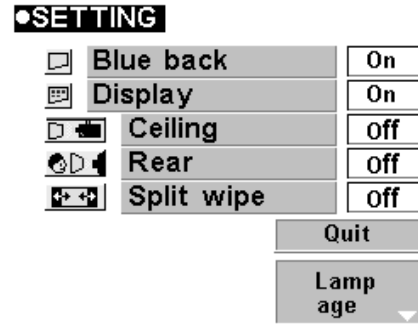 ●SETTING
Blue back On
Display On
Ceiling off
Rear off
Split wipe off
Quit
Lamp
age